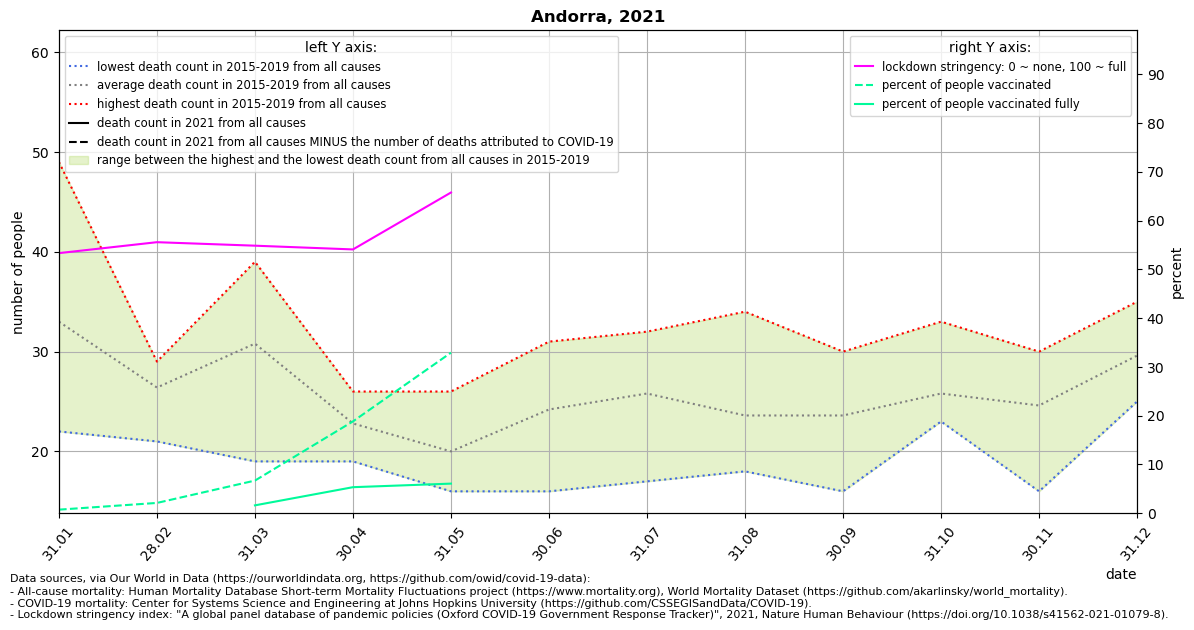 Andorra, 2021
left Y axis:
lowest death count in 2015-2019 from all causes
average death count in 2015-2019 from all causes
highest death count in 2015-2019 from all causes
death count in 2021 from all causes
death count in 2021 from all causes MINUS the number of deaths attributed to COVID-19
range between the highest and the lowest death count from all causes in 2015-2019
right Y axis:
lockdown stringency: 0 ~ none, 100 ~ full
percent of people vaccinated
percent of people vaccinated fully
number of people
60
50
40
30
20
percent
90
80
70
60
50
40
30
20
10
0
31.01
28.02
31.03
30.04
31.05
30.06
31.07
31.08
30.09
31.10
30.11
31.12
date
Data sources, via Our World in Data (https://ourworldindata.org, https://github.com/owid/covid-19-data):
- All-cause mortality: Human Mortality Database Short-term Mortality Fluctuations project (https://www.mortality.org), World Mortality Dataset (https://github.com/akarlinsky/world_mortality).
- COVID-19 mortality: Center for Systems Science and Engineering at Johns Hopkins University (https://github.com/CSSEGISandData/COVID-19).
- Lockdown stringency index: "A global panel database of pandemic policies (Oxford COVID-19 Government Response Tracker)", 2021, Nature Human Behaviour (https://doi.org/10.1038/s41562-021-01079-8).